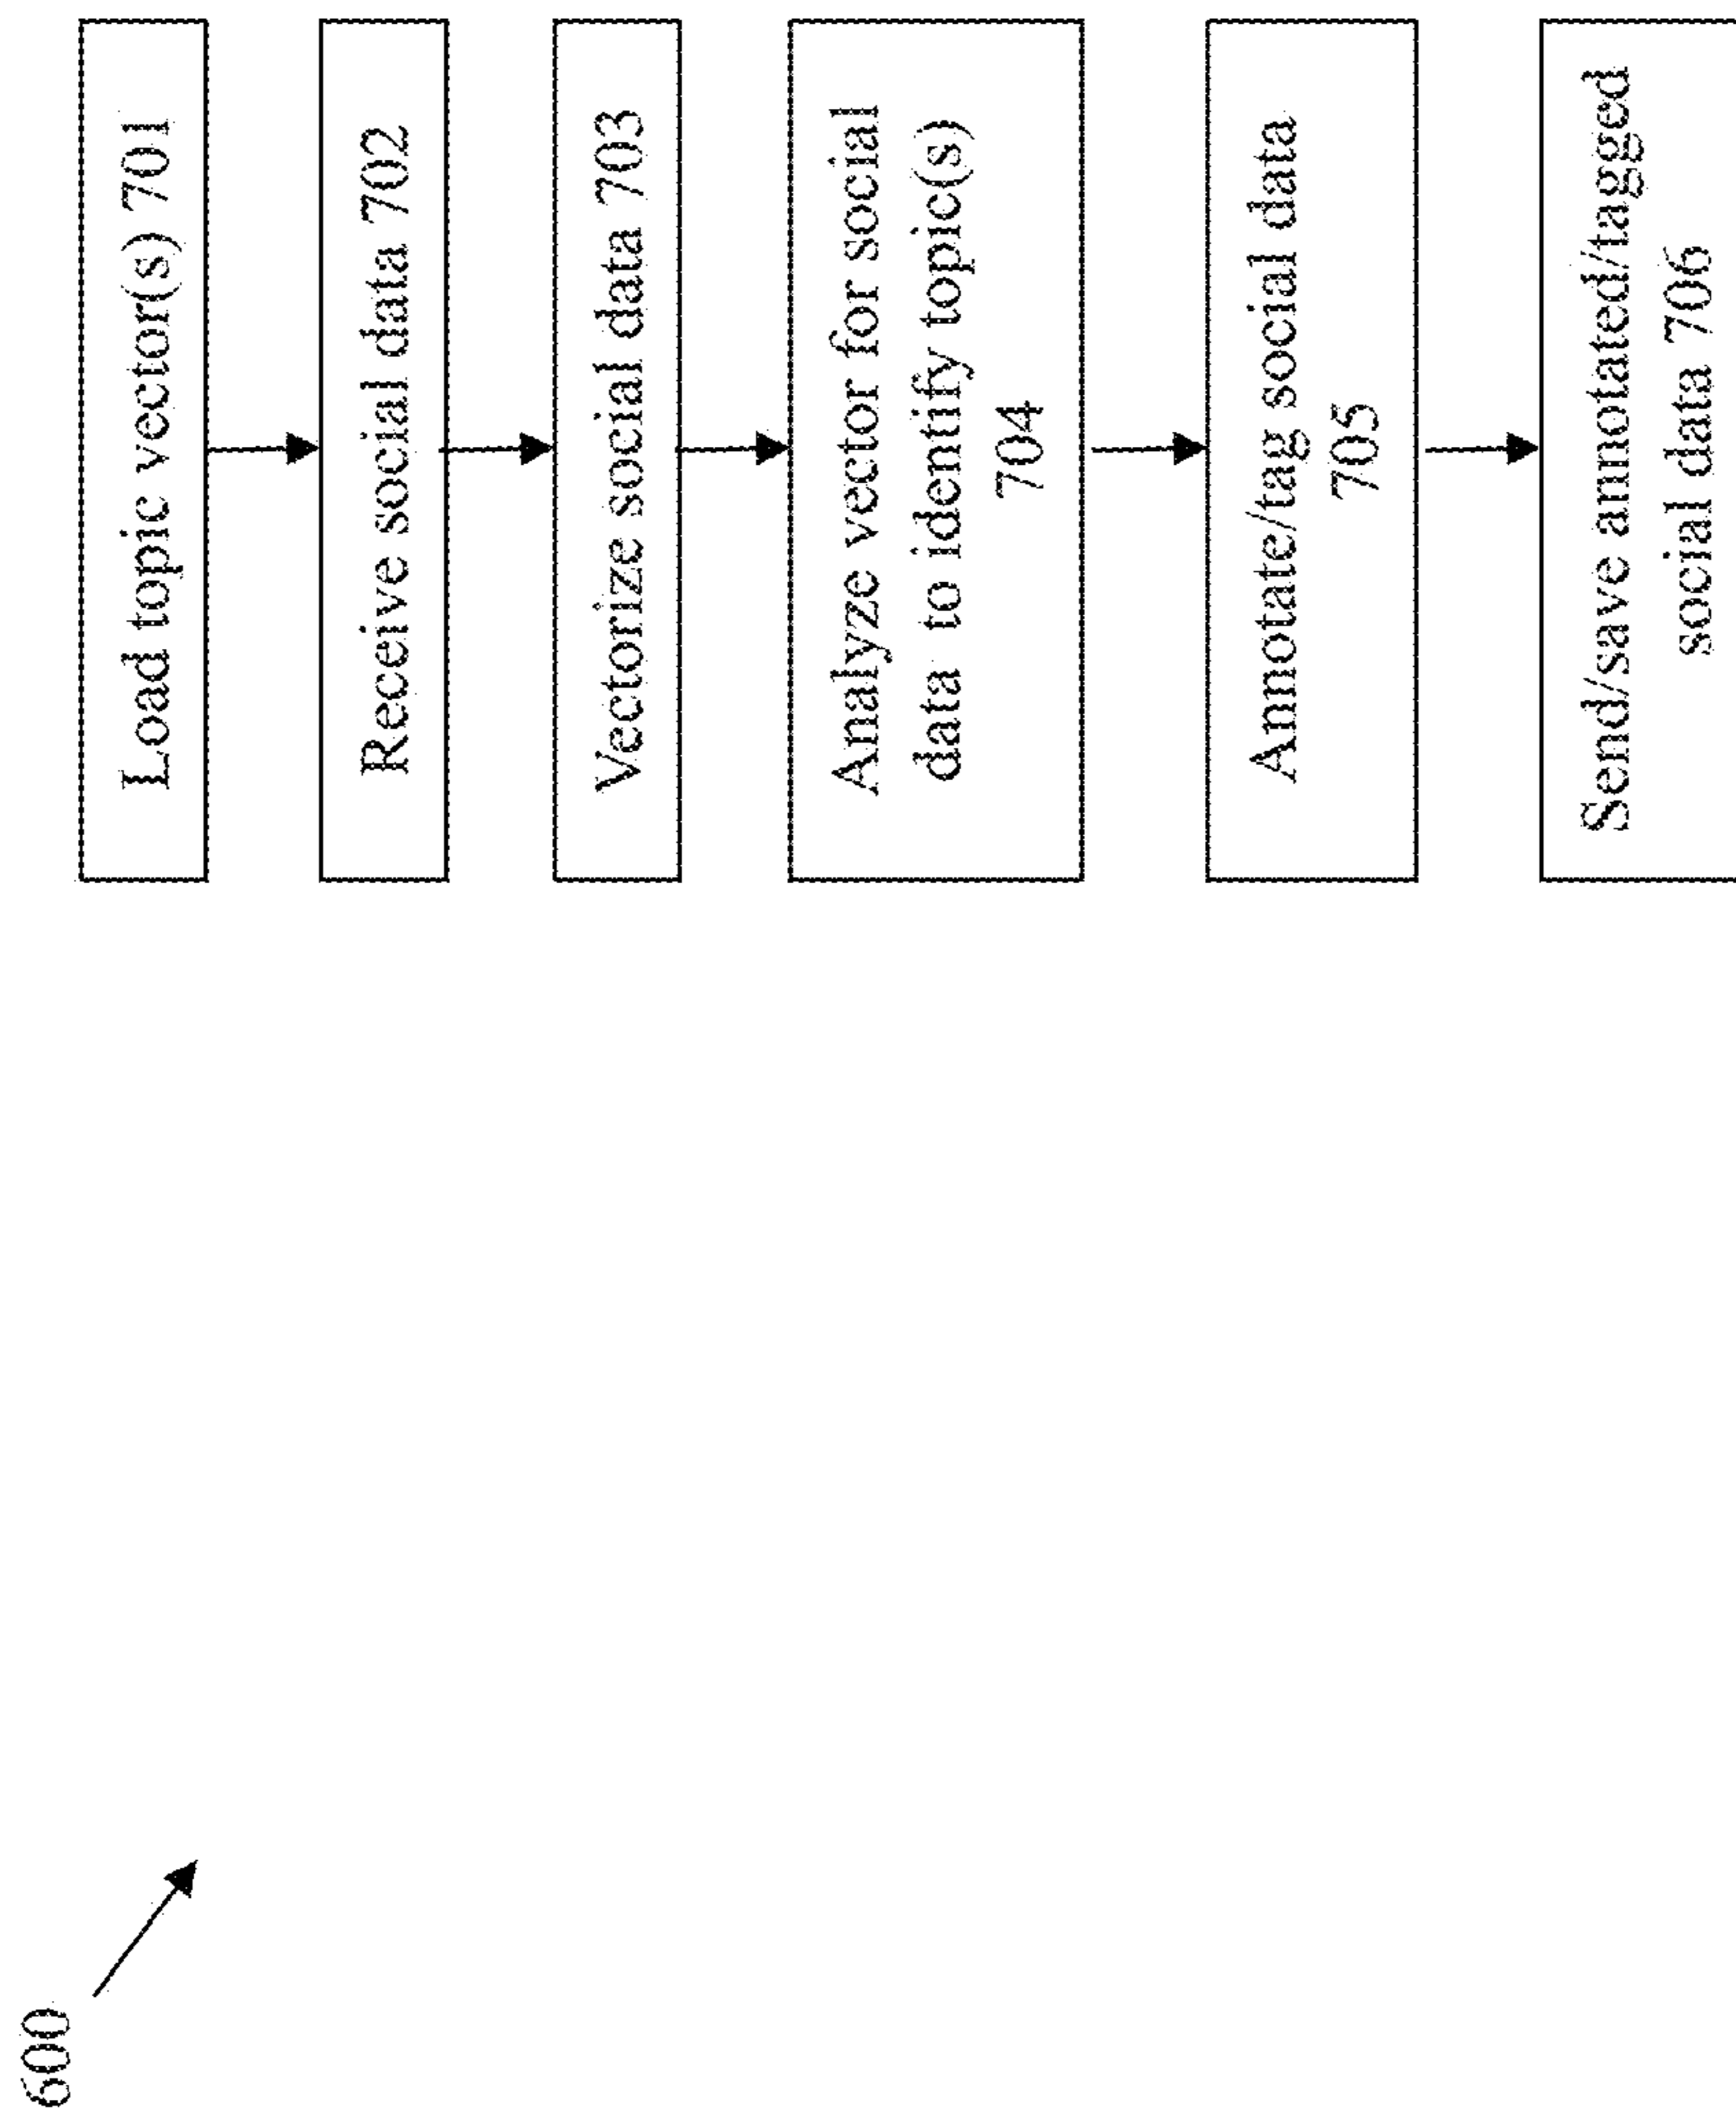 600
Load topic vector(s) 701
Receive social data 702
Vectorize social data 703
Analyze vector for social
data to identify topic(s)
704
Annotate/tag social data
705
Send/save annotated/tagged
social data 706